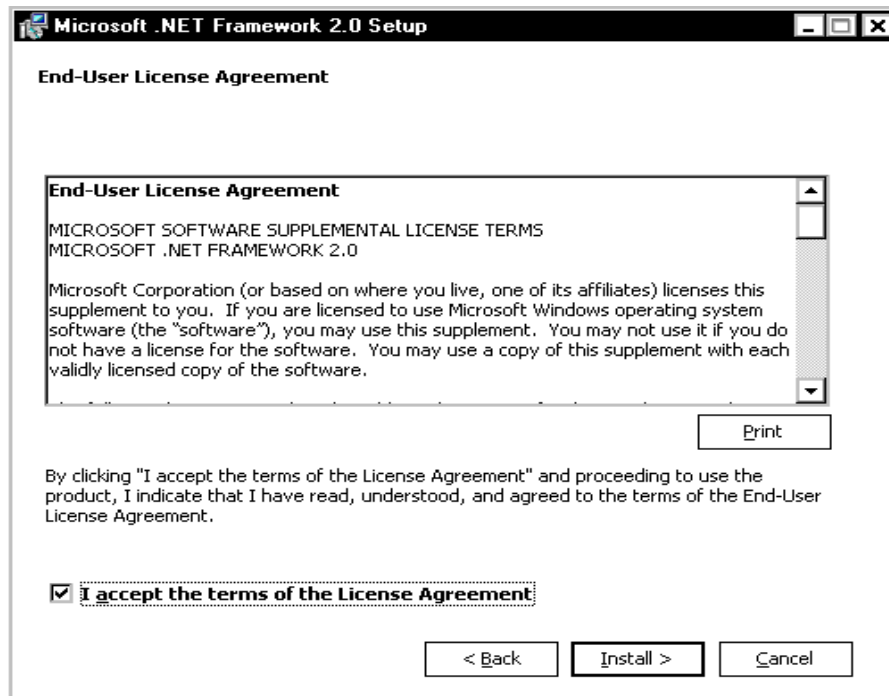 Microsoft .NET Framework 2.0 Setup
End-User License Agreement
End-User License Agreement
MICROSOFT SOFTWARE SUPPLEMENTAL LICENSE TERMS
MICROSOFT .NET FRAMEWORK 2.0
Microsoft Corporation (or based on where you live, one of its affiliates) licenses this
supplement to you.  If you are licensed to use Microsoft Windows operating system
software (the “software”), you may use this supplement.  You may not use it if you do
not have a license for the software.  You may use a copy of this supplement with each
validly licensed copy of the software.
Print
By clicking "I accept the terms of the License Agreement" and proceeding to use the
product, I indicate that I have read, understood, and agreed to the terms of the End-User
License Agreement.
I accept the terms of the License Agreement
< Back
Install >
Cancel